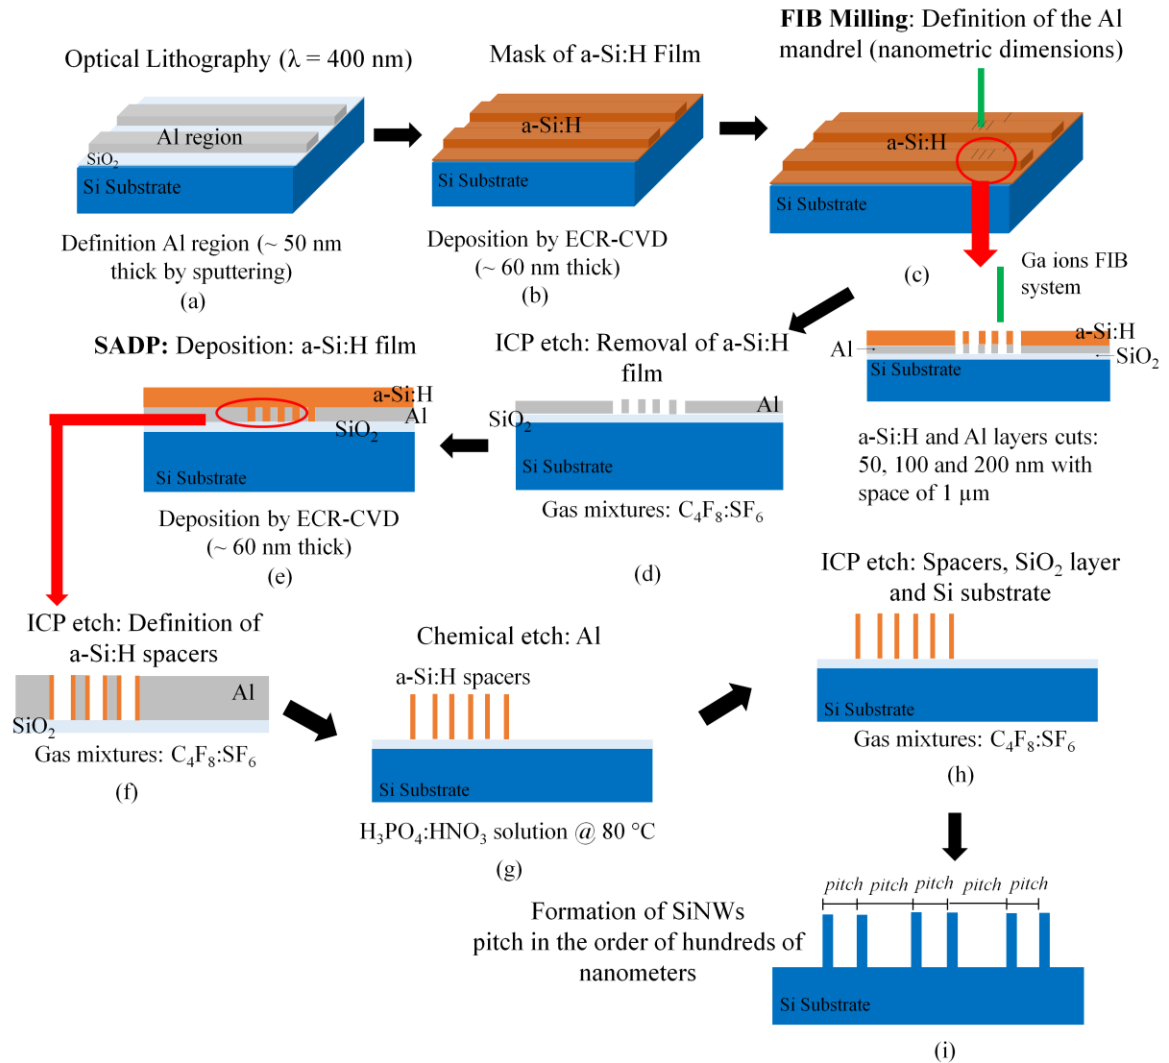 Optical Lithography (λ = 400 nm)
Al region
SiO₂
Si Substrate
Definition Al region (~ 50 nm
thick by sputtering)
(a)
Mask of a-Si:H Film
a-Si:H
Si Substrate
Deposition by ECR-CVD
(~ 60 nm thick)
(b)
FIB Milling: Definition of the Al
mandrel (nanometric dimensions)
a-Si:H
Si Substrate
(c)
Ga ions FIB
system
a-Si:H
Al
SiO₂
Si Substrate
a-Si:H and Al layers cuts:
50, 100 and 200 nm with
space of 1 µm
ICP etch: Removal of a-Si:H
film
Al
SiO₂
Si Substrate
Gas mixtures: C₄F₈:SF₆
(d)
SADP: Deposition: a-Si:H film
a-Si:H
Al
SiO₂
Si Substrate
Deposition by ECR-CVD
(~ 60 nm thick)
(e)
ICP etch: Definition of
a-Si:H spacers
Al
SiO₂
Gas mixtures: C₄F₈:SF₆
(f)
Chemical etch: Al
a-Si:H spacers
Si Substrate
H₃PO₄:HNO₃ solution @ 80 °C
(g)
ICP etch: Spacers, SiO₂ layer
and Si substrate
Si Substrate
Gas mixtures: C₄F₈:SF₆
(h)
pitch pitch pitch pitch pitch
Formation of SiNWs
pitch in the order of hundreds of
nanometers
Si Substrate
(i)